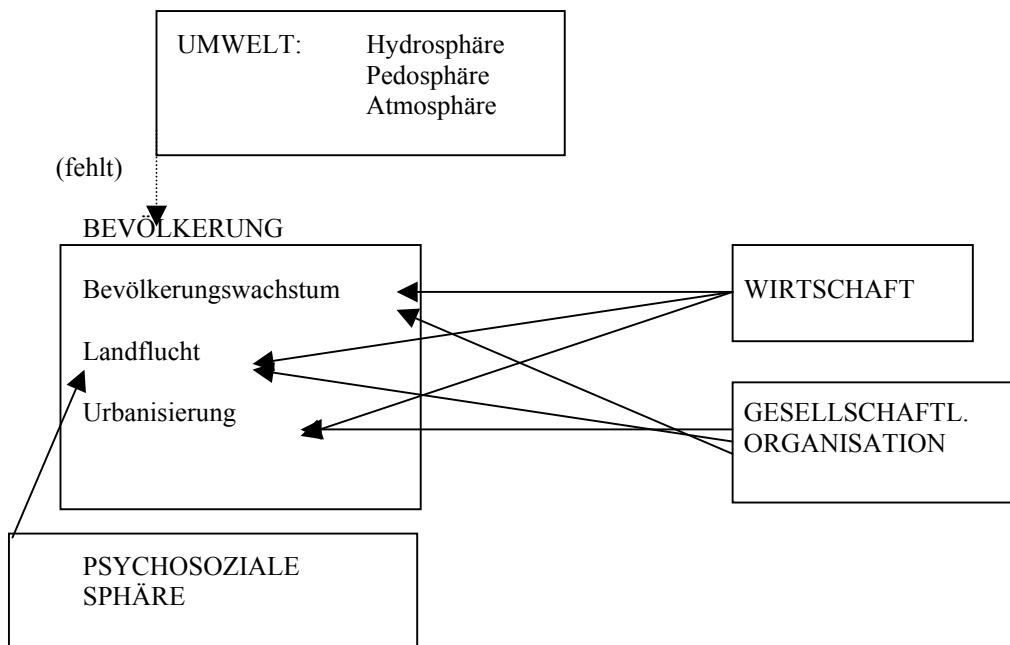 UMWELT: Hydrosphäre
Pedosphäre
Atmosphäre
(fehlt)
BEVÖLKERUNG
Bevölkerungswachstum
Landflucht
Urbanisierung
WIRTSCHAFT
GESELLSCHAFTL.
ORGANISATION
PSYCHOSOZIALE
SPHÄRE